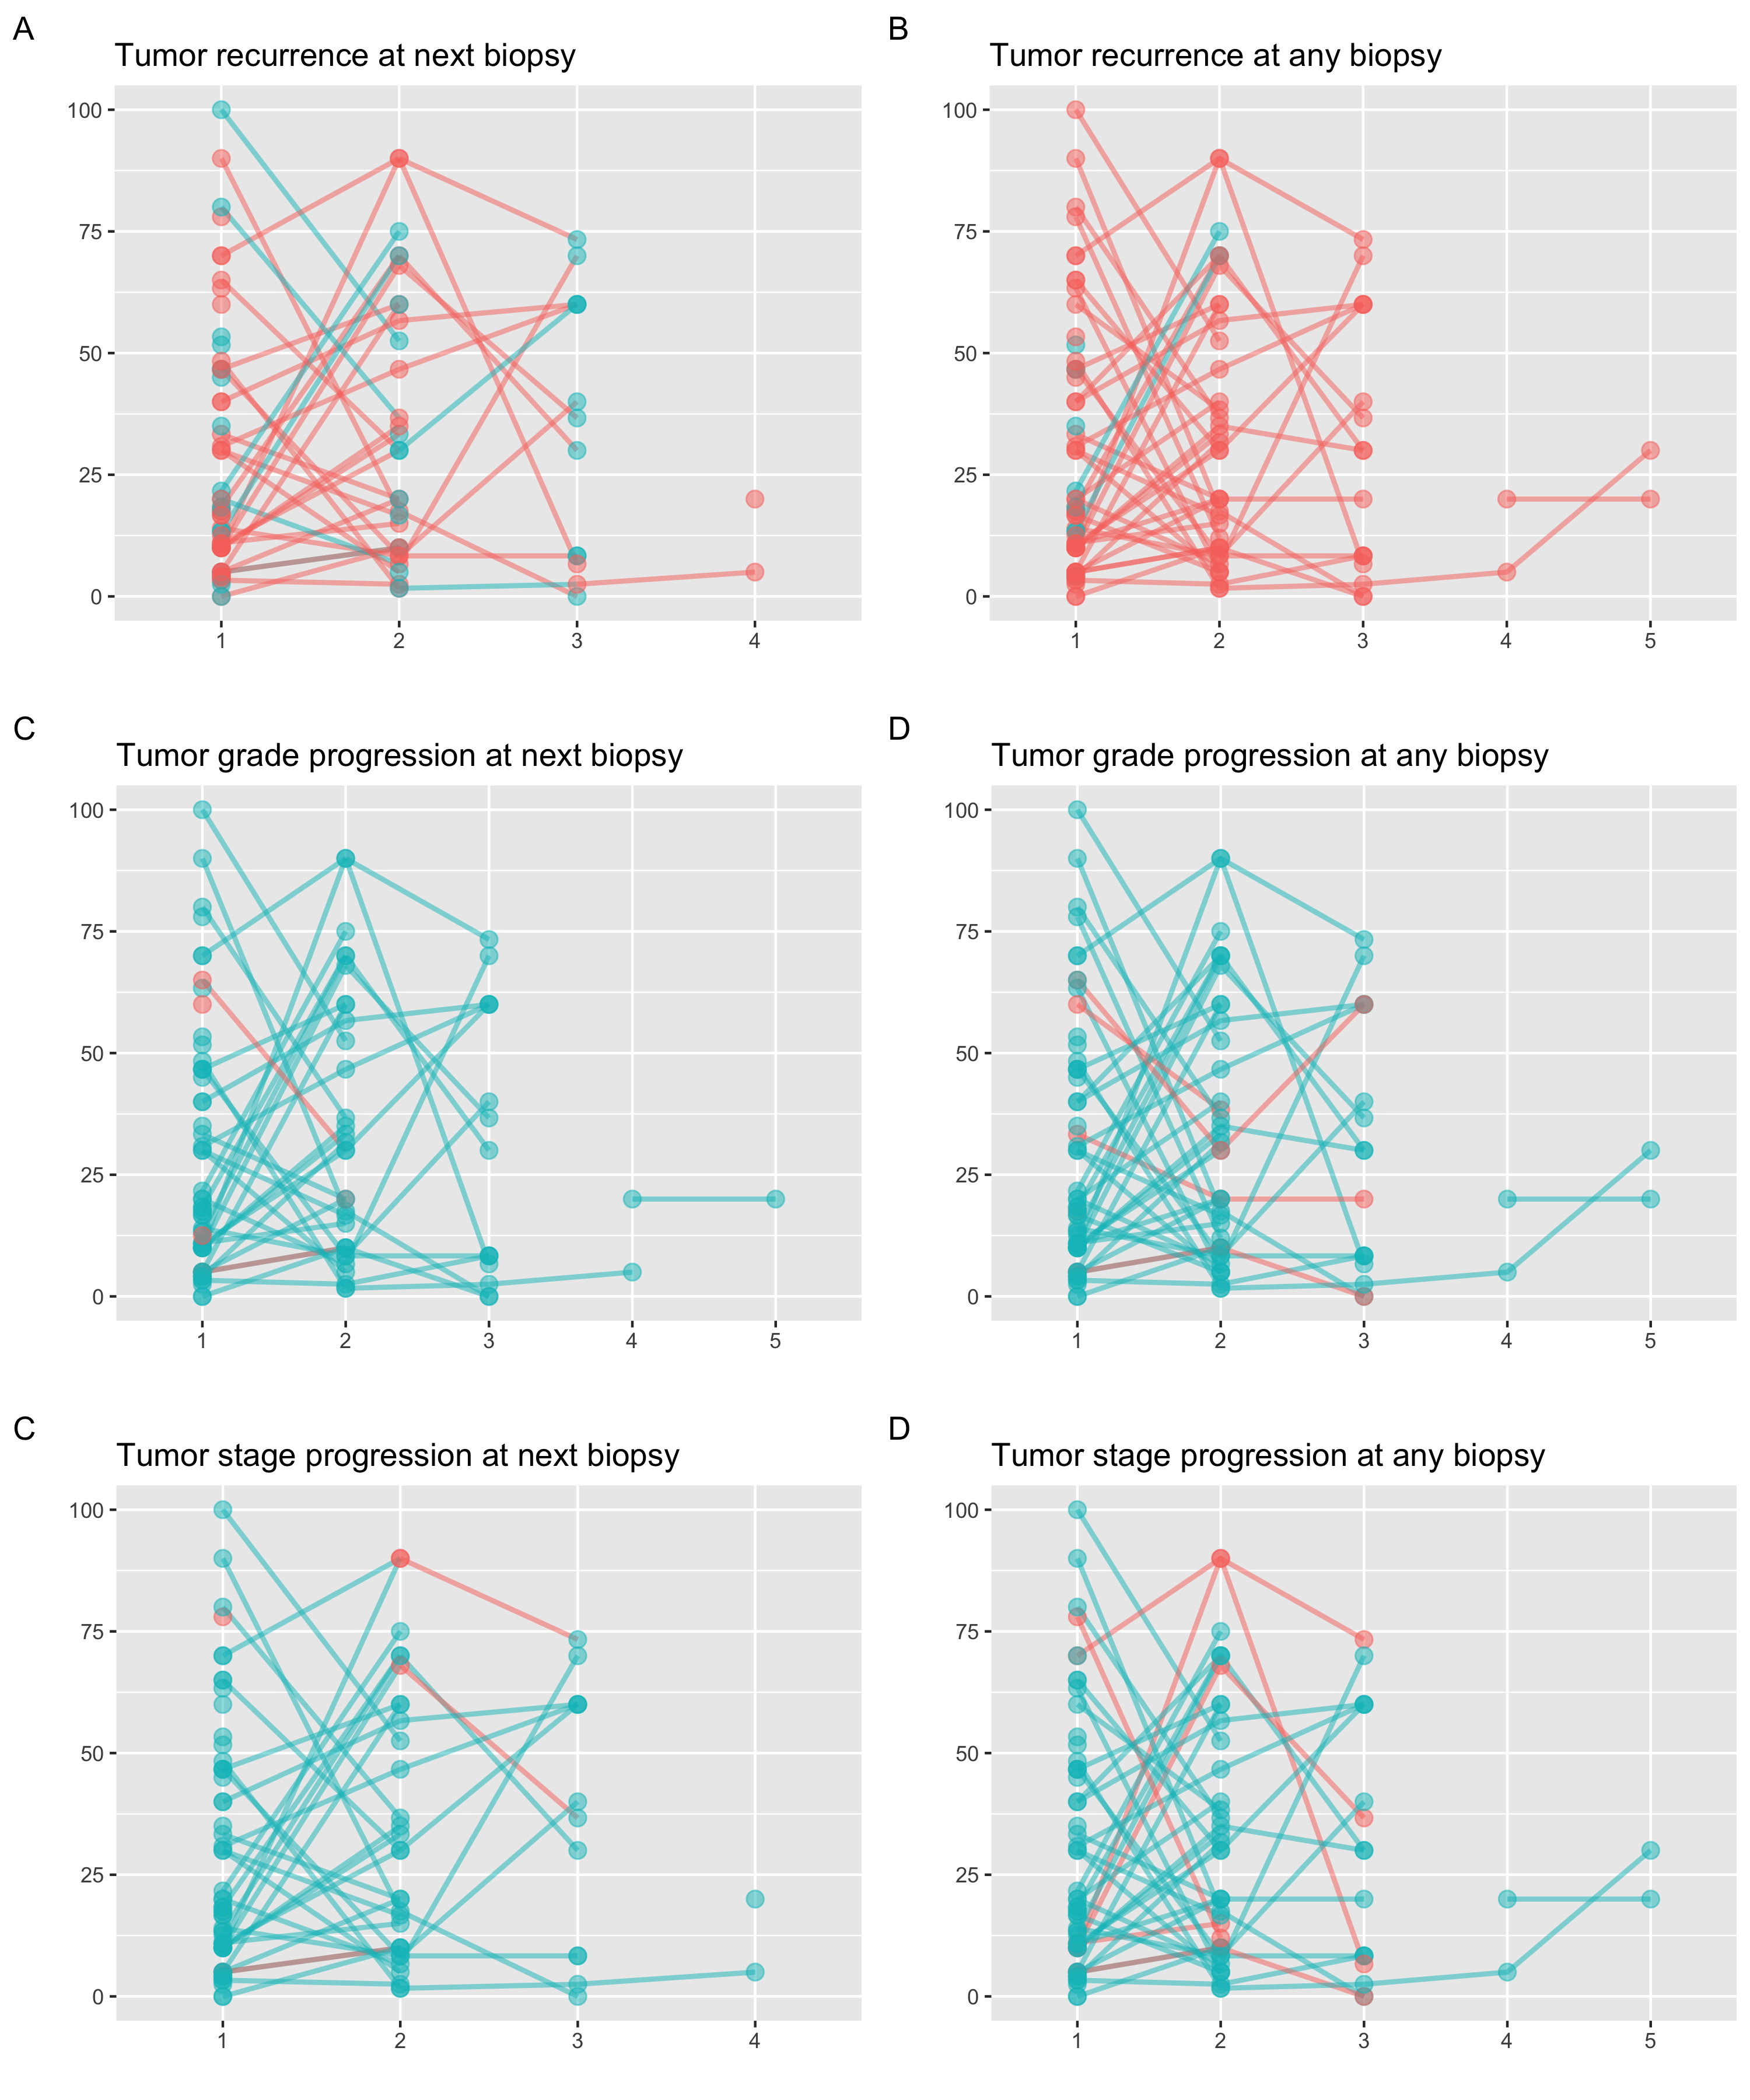 A
Tumor recurrence at next biopsy
100
75
50
25
0
1 2 3 4
B
Tumor recurrence at any biopsy
100
75
50
25
0
1 2 3 4 5
C
Tumor grade progression at next biopsy
100
75
50
25
0
1 2 3 4 5
D
Tumor grade progression at any biopsy
100
75
50
25
0
1 2 3 4 5
C
Tumor stage progression at next biopsy
100
75
50
25
0
1 2 3 4
D
Tumor stage progression at any biopsy
100
75
50
25
0
1 2 3 4 5